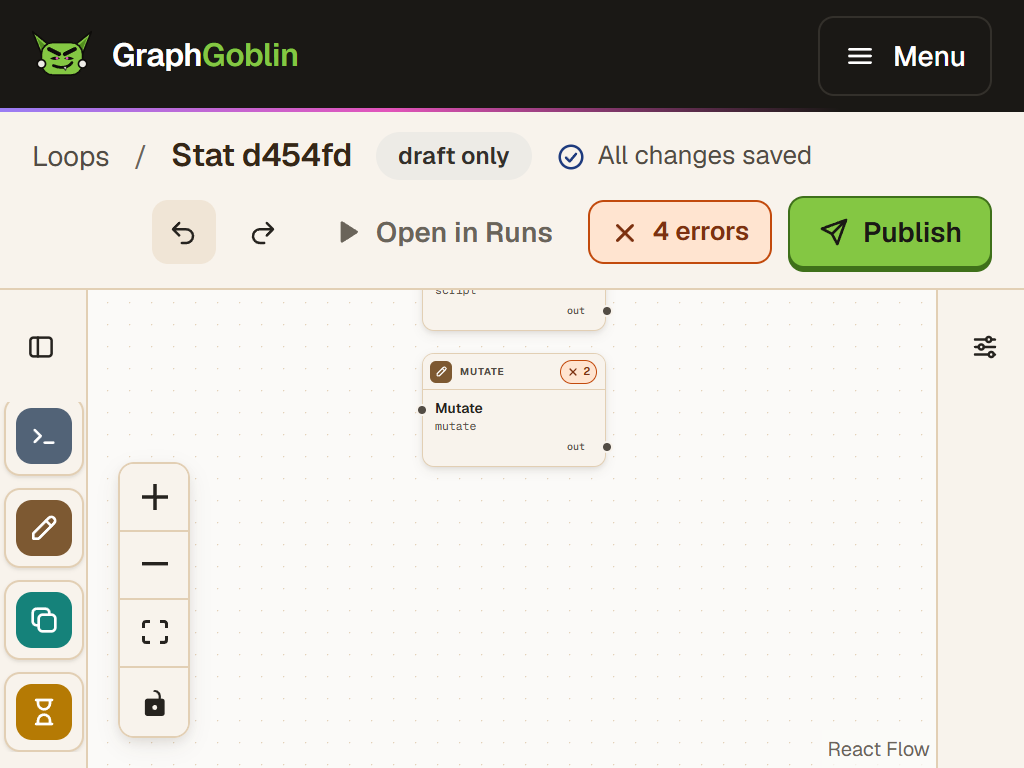 GraphGoblin
Menu
Loops / Stat d454fd draft only All changes saved
Open in Runs 4 errors Publish
script
out
MUTATE 2
Mutate
mutate
out
React Flow